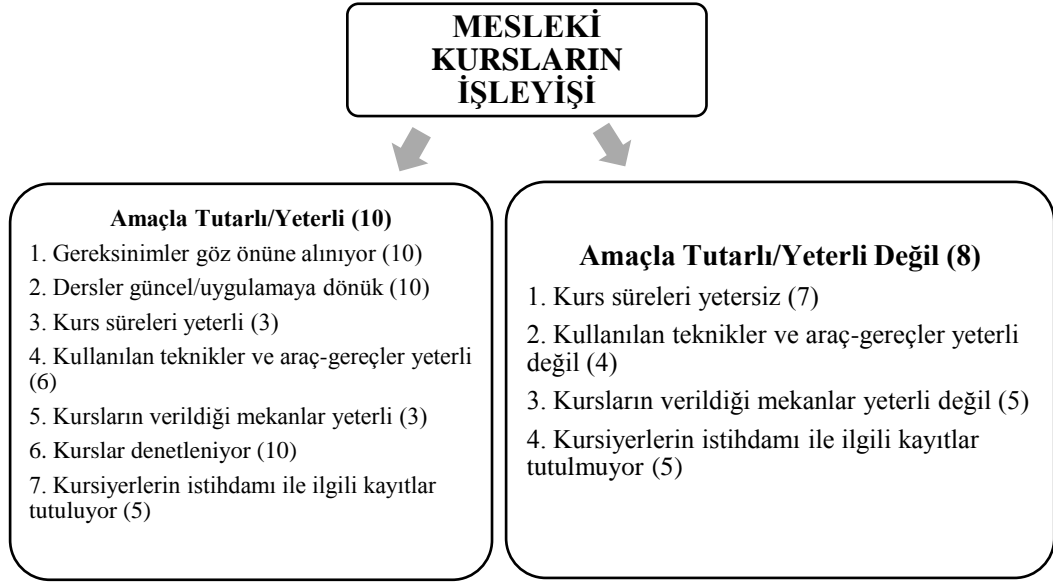 MESLEKİ
KURSLARIN
İŞLEYİŞİ
Amaçla Tutarlı/Yeterli (10)
1. Gereksinimler göz önüne alınıyor (10)
2. Dersler güncel/uygulamaya dönük (10)
3. Kurs süreleri yeterli (3)
4. Kullanılan teknikler ve araç-gereçler yeterli
(6)
5. Kursların verildiği mekanlar yeterli (3)
6. Kurslar denetleniyor (10)
7. Kursiyerlerin istihdamı ile ilgili kayıtlar
tutuluyor (5)
Amaçla Tutarlı/Yeterli Değil (8)
1. Kurs süreleri yetersiz (7)
2. Kullanılan teknikler ve araç-gereçler yeterli
değil (4)
3. Kursların verildiği mekanlar yeterli değil (5)
4. Kursiyerlerin istihdamı ile ilgili kayıtlar
tutulmuyor (5)